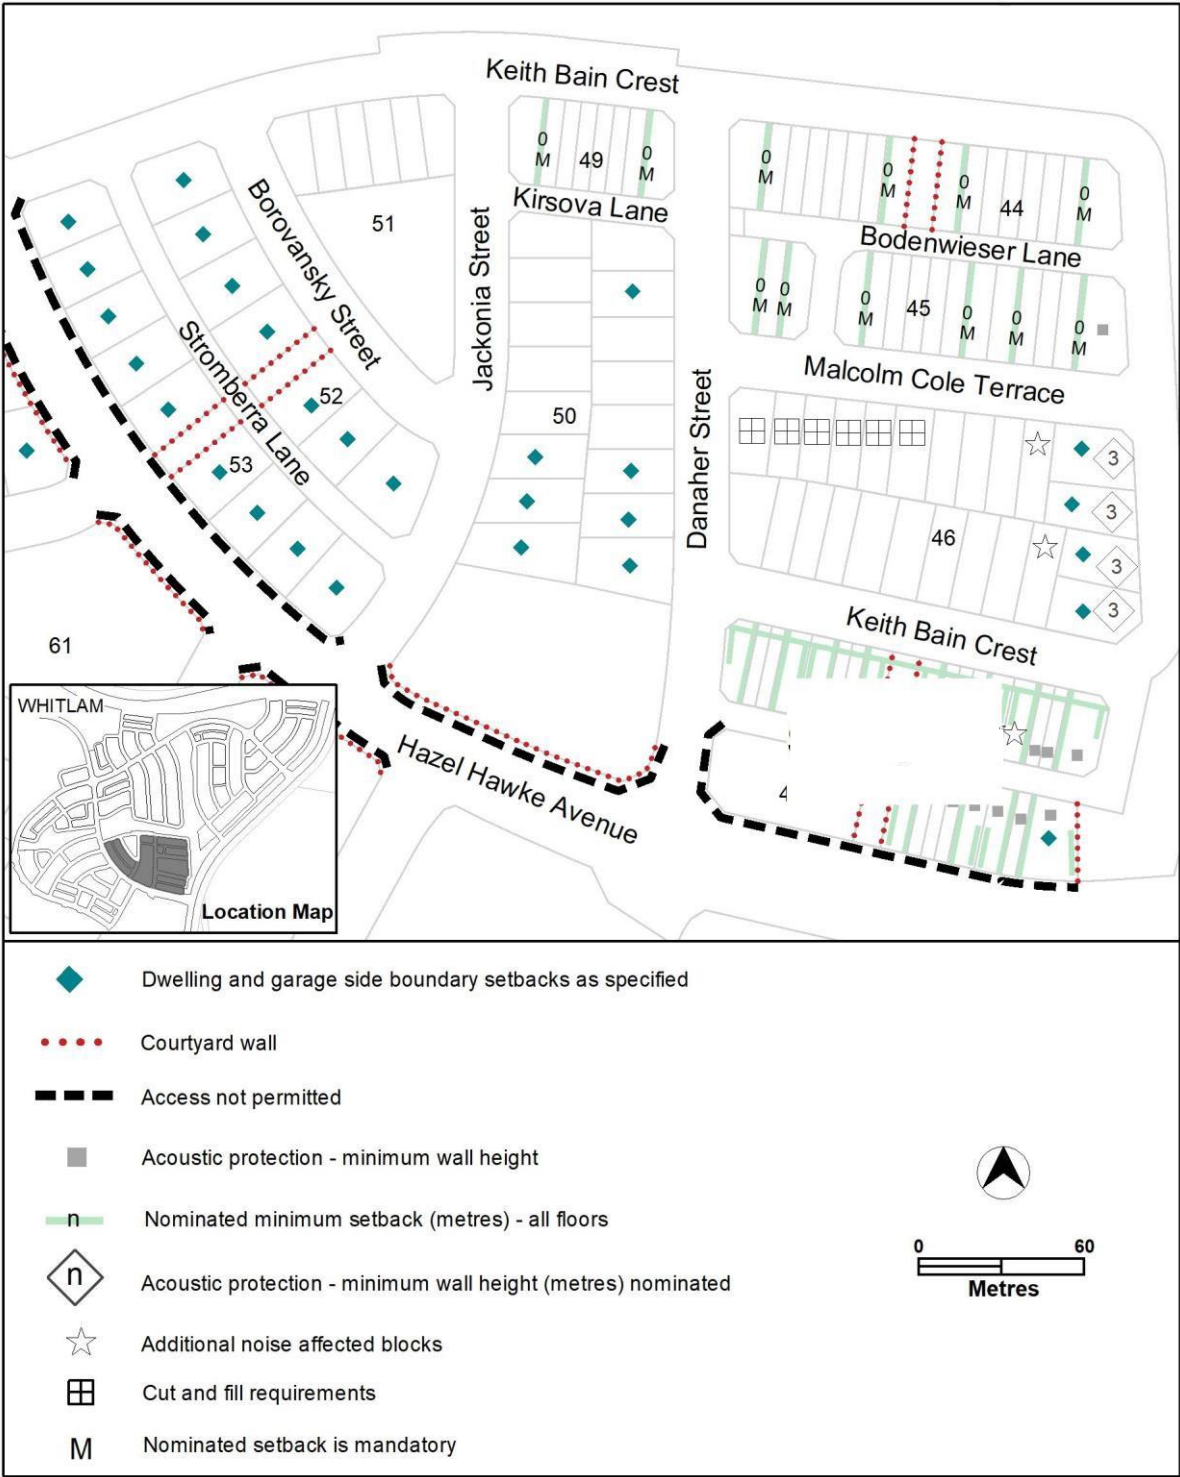 Keith Bain Crest
0
M
49
0
M
Kirsova Lane
0
M
0
M
0
M
44
0
M
Bodenwieser Lane
Borovansky Street
51
Jackonia Street
0
M
0
M
0
M
45
0
M
0
M
0
M
Malcolm Cole Terrace
Stromberra Lane
52
53
50
Danaher Street
3
3
46
3
3
Keith Bain Crest
61
Hazel Hawke Avenue
4
WHITLAM
Location Map
Dwelling and garage side boundary setbacks as specified
Courtyard wall
Access not permitted
Acoustic protection - minimum wall height
n Nominated minimum setback (metres) - all floors
n Acoustic protection - minimum wall height (metres) nominated
Additional noise affected blocks
Cut and fill requirements
M Nominated setback is mandatory
0 60
Metres